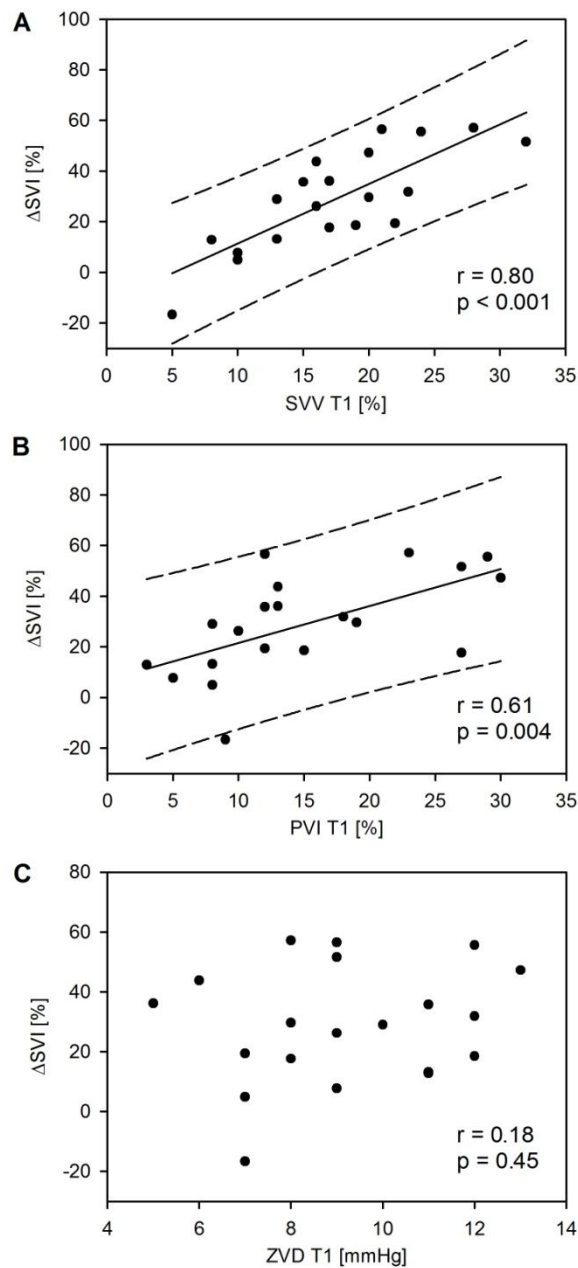 A
100
80
60
40
20
0
-20
ΔSVI [%]
r = 0.80
p < 0.001
0 5 10 15 20 25 30 35
SVV T1 [%]
B
100
80
60
40
20
0
-20
ΔSVI [%]
r = 0.61
p = 0.004
0 5 10 15 20 25 30 35
PVI T1 [%]
C
80
60
40
20
0
-20
ΔSVI [%]
r = 0.18
p = 0.45
4 6 8 10 12 14
ZVD T1 [mmHg]